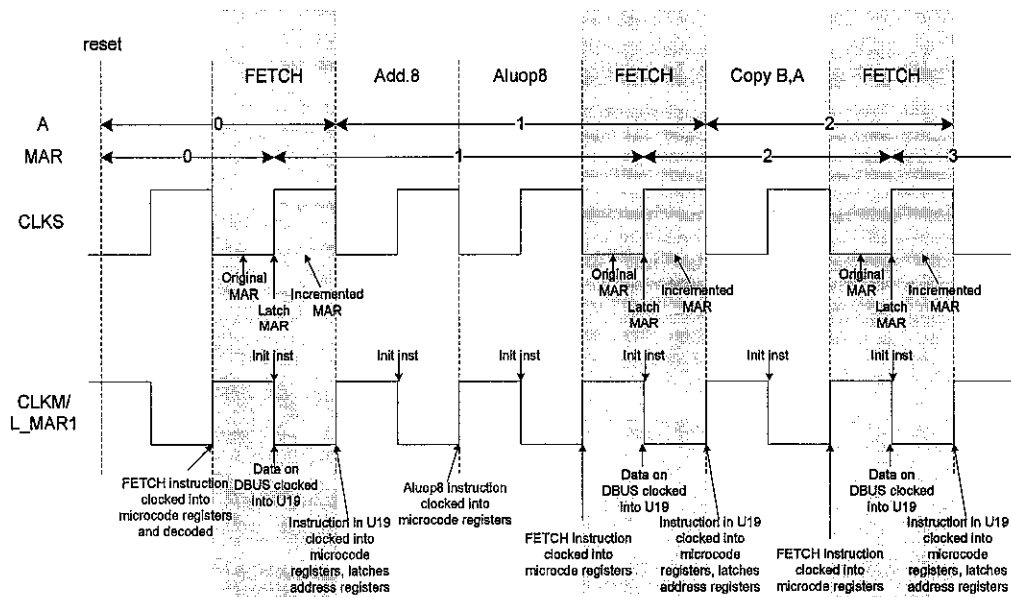 reset
FETCH Add.8 Aluop8 FETCH Copy B,A FETCH
A 0 1 2
MAR 0 1 2 3
CLKS
Original
MAR
Latch
MAR
Incremented
MAR
Original
MAR
Latch
MAR
Incremented
MAR
Original
MAR
Latch
MAR
Incremented
MAR
Init inst Init inst Init inst Init inst Init inst Init inst
CLKM/
L_MAR1
FETCH instruction
clocked into
microcode registers
and decoded
Data on
DBUS clocked
into U19
Instruction in U19
clocked into
microcode
registers, latches
address registers
Aluop8 instruction
clocked into
microcode registers
FETCH Instruction
clocked into
microcde registers
Data on
DBUS clocked
into U19
Instruction in U19
clocked into
microcode
registers, latches
address registers
FETCH Instruction
clocked into
microcde registers
Data on
DBUS clocked
into U19
Instruction in U19
clocked into
microcode
registers, latches
address registers